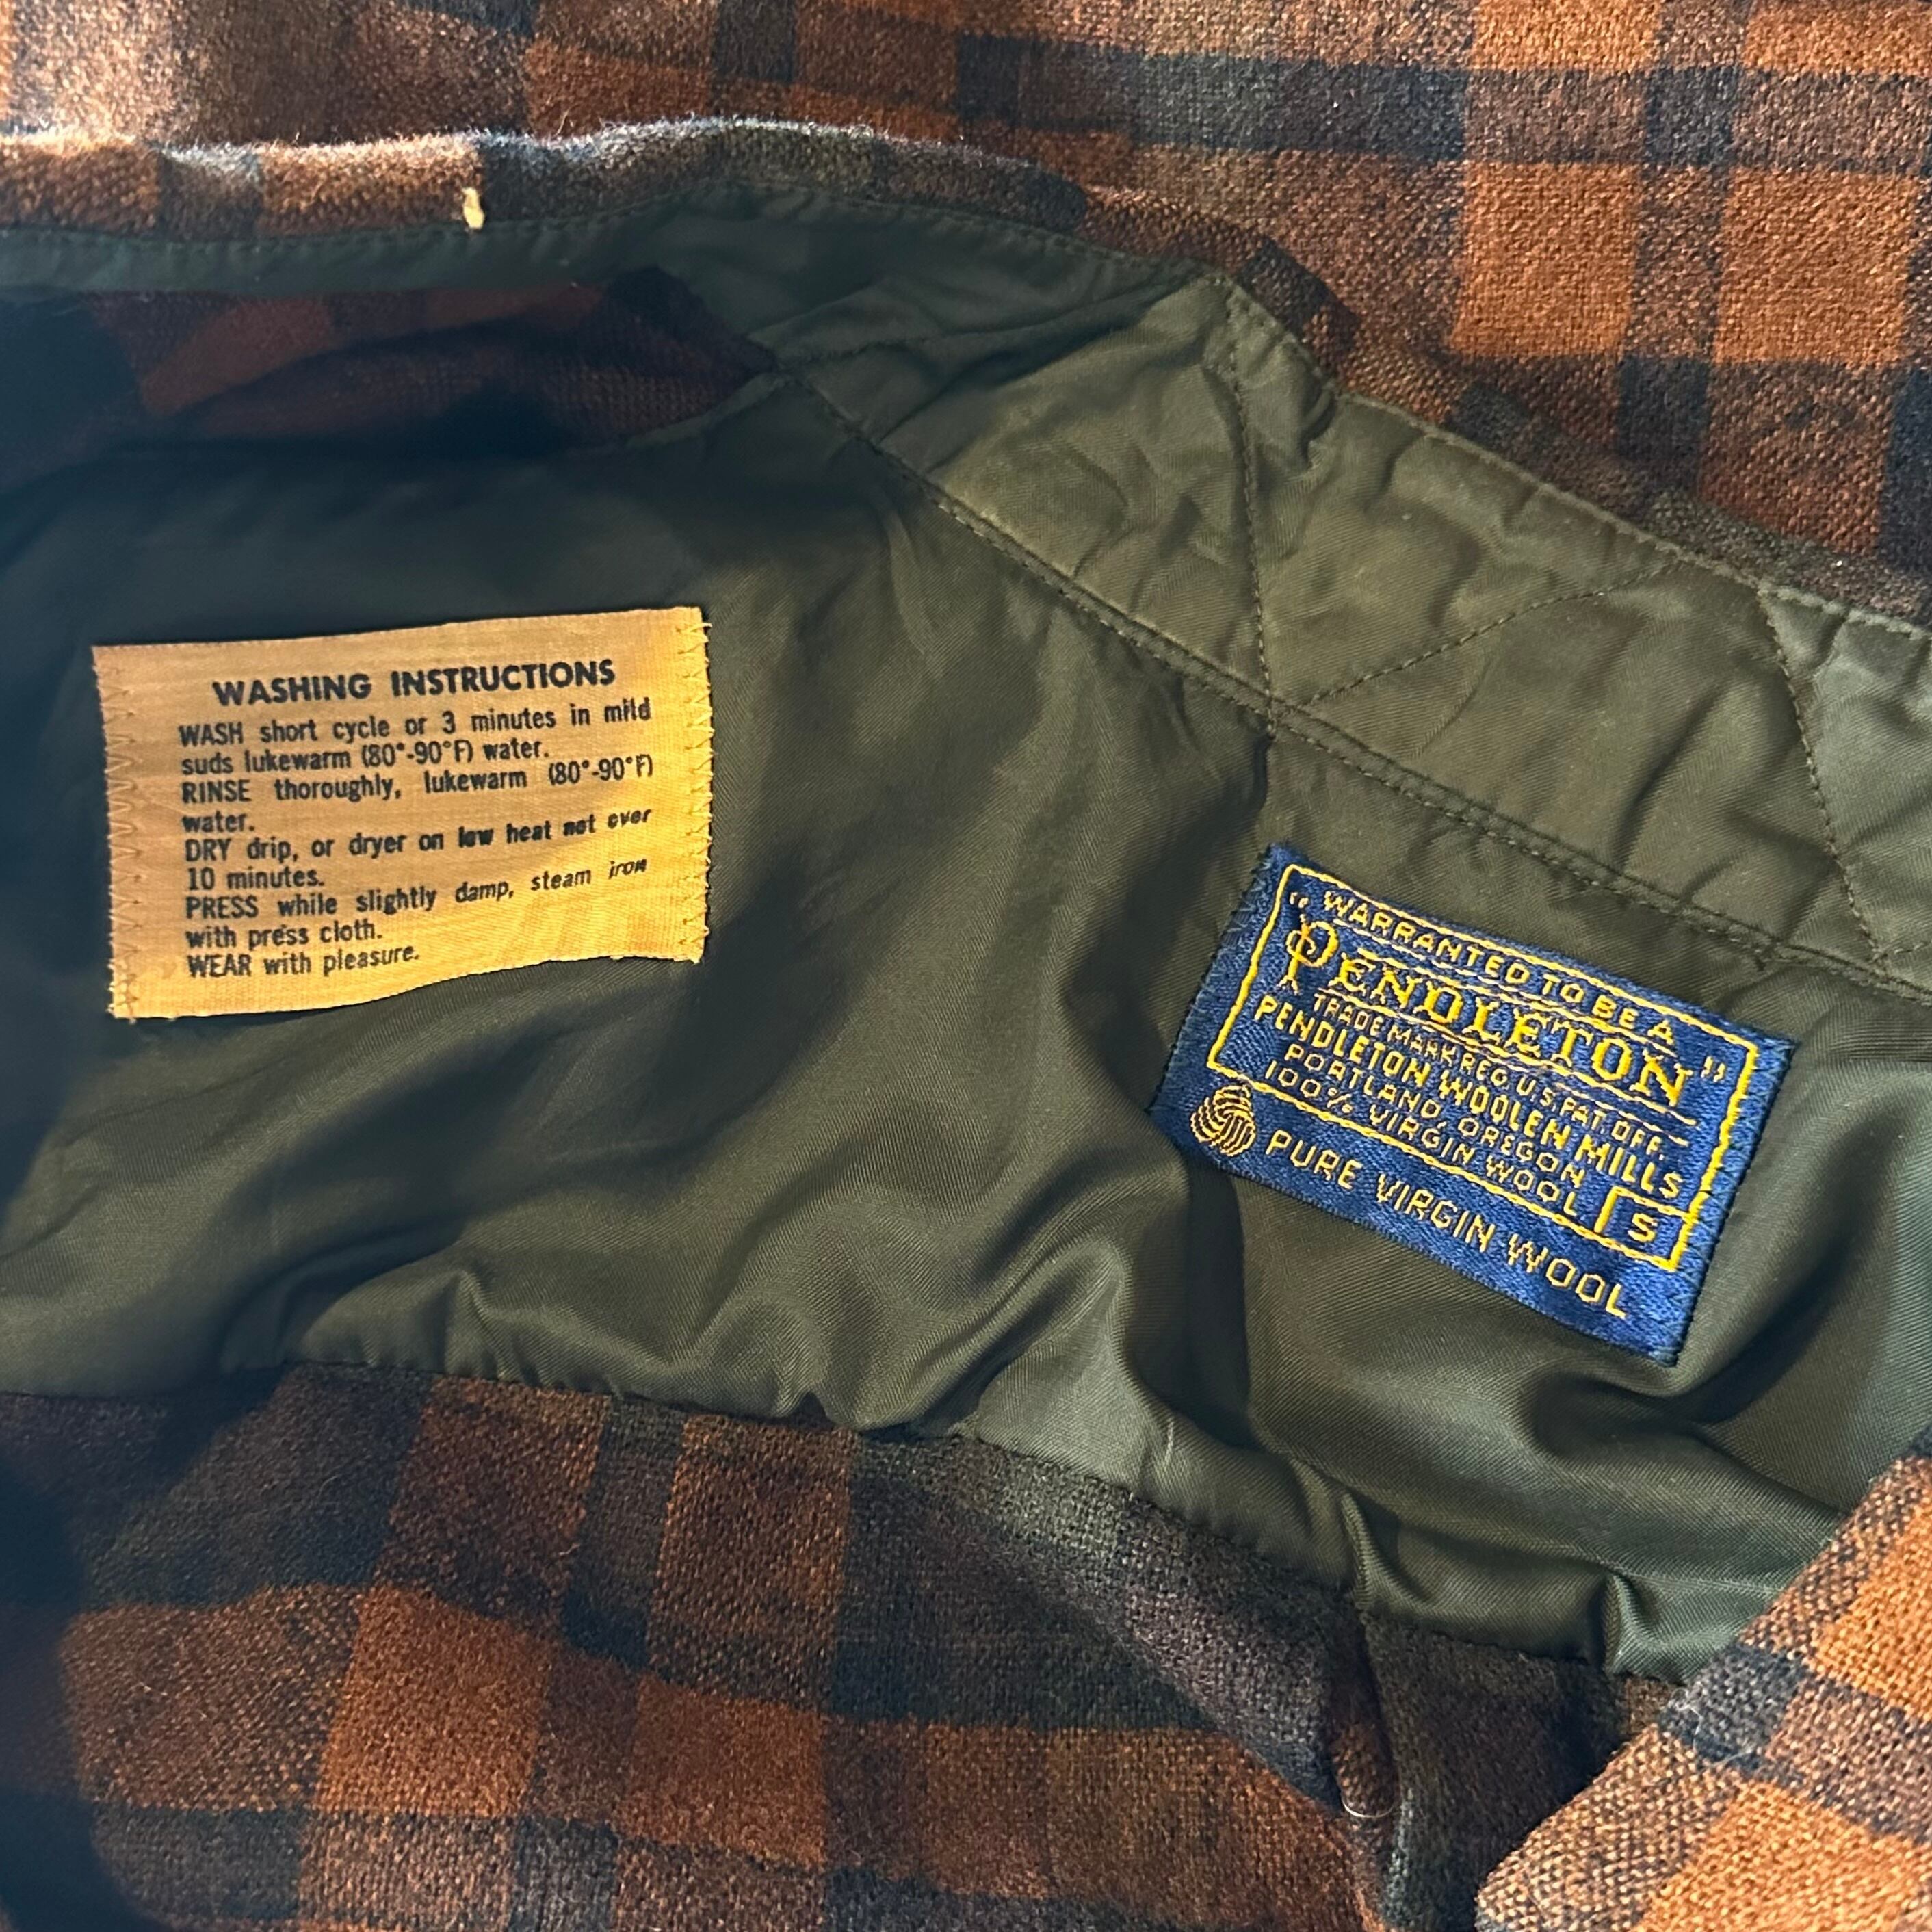 WASHING INSTRUCTIONS
WASH short cycle or 3 minutes in mild
suds lukewarm (80°-90°F) water.
RINSE thoroughly, lukewarm (80°-90°F)
water.
DRY drip, or dryer on low heat not over
10 minutes.
PRESS while slightly damp, steam iron
with press cloth.
WEAR with pleasure.
"WARRANTED TO BE A
PENDLETON"
TRADE MARK REG. U.S. PAT. OFF.
PENDLETON WOOLEN MILLS
PORTLAND, OREGON
100% VIRGIN WOOL
S
PURE VIRGIN WOOL